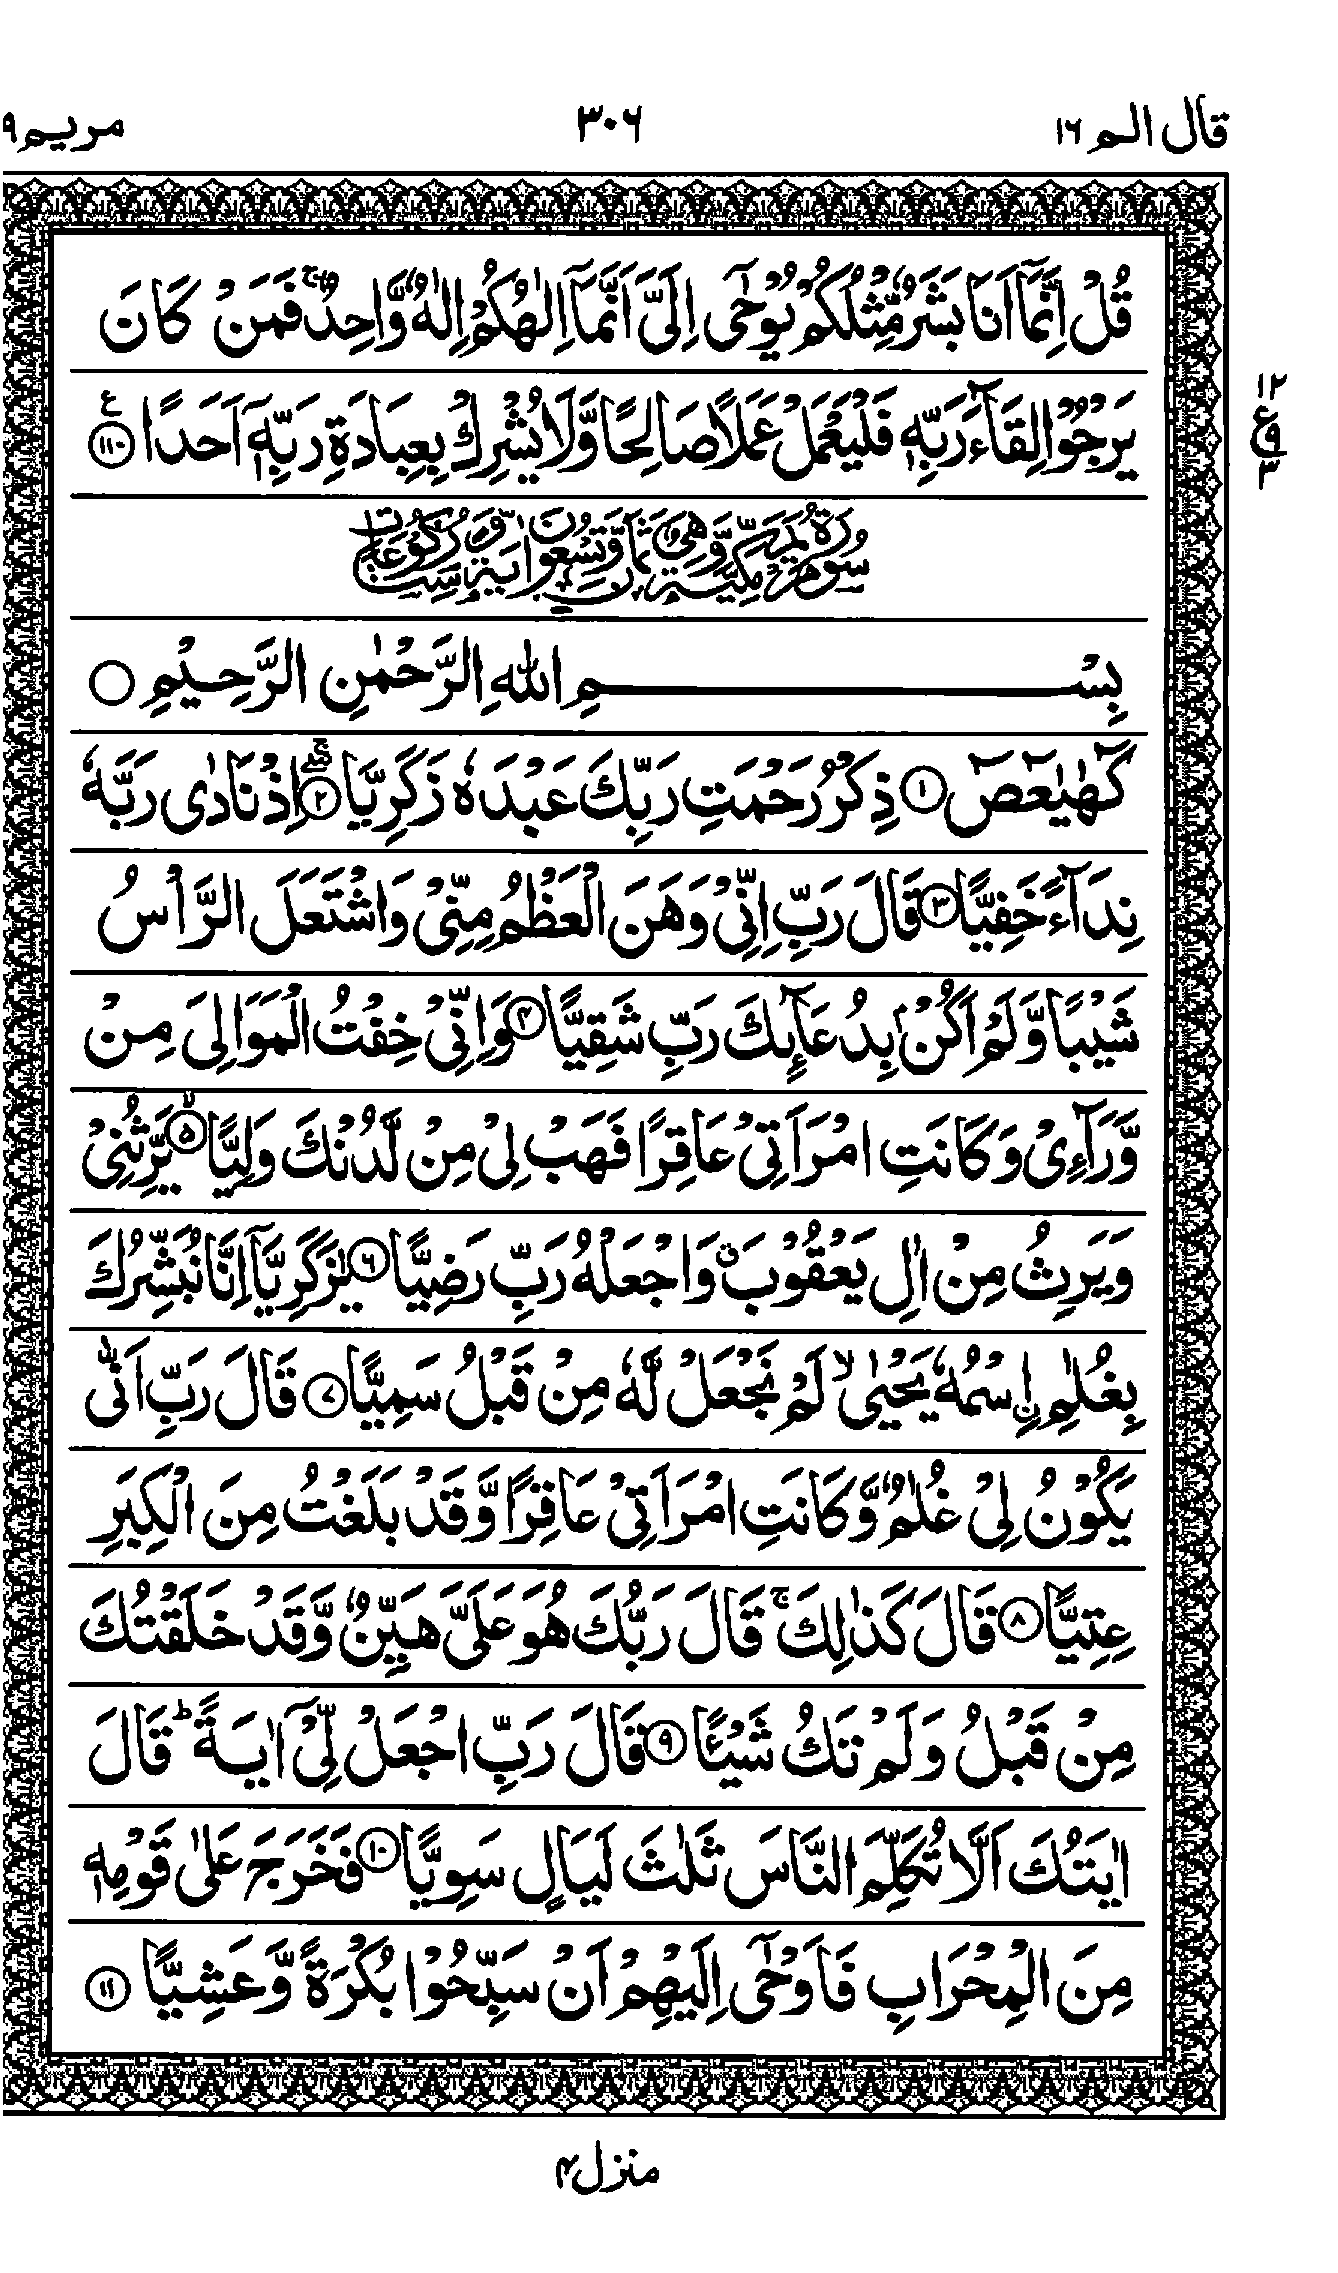 قال الم ١٦
٣٠٦
مريم ٩
قُلْ اِنَّمَاۤ اَنَا بَشَرٌ مِّثْلُكُمْ يُوْحٰۤى اِلَىَّ اَنَّمَاۤ اِلٰهُكُمْ اِلٰهٌ وَّاحِدٌ ۚ فَمَنْ كَانَ
يَرْجُوْا لِقَآءَ رَبِّهٖ فَلْيَعْمَلْ عَمَلًا صَالِحًا وَّلَا يُشْرِكْ بِعِبَادَةِ رَبِّهٖۤ اَحَدًا ﴿١١٠﴾ ع
١٢
ع ٩
٣
سُوْرَةُ مَرْيَمَ مَكِّيَّةٌ وَّهِىَ ثَمَانٌ وَّتِسْعُوْنَ اٰيَةً وَّسِتُّ رُكُوْعَاتٍ
بِسْمِ اللّٰهِ الرَّحْمٰنِ الرَّحِيْمِ ○
كٓهٰيٰعٓصٓ ﴿١﴾ ذِكْرُ رَحْمَتِ رَبِّكَ عَبْدَهٗ زَكَرِيَّا ﴿٢﴾ اِذْ نَادٰى رَبَّهٗ
نِدَآءً خَفِيًّا ﴿٣﴾ قَالَ رَبِّ اِنِّىْ وَهَنَ الْعَظْمُ مِنِّىْ وَاشْتَعَلَ الرَّاْسُ
شَيْبًا وَّلَمْ اَكُنْۢ بِدُعَآئِكَ رَبِّ شَقِيًّا ﴿٤﴾ وَاِنِّىْ خِفْتُ الْمَوَالِىَ مِنْ
وَّرَآءِىْ وَكَانَتِ امْرَاَتِىْ عَاقِرًا فَهَبْ لِىْ مِنْ لَّدُنْكَ وَلِيًّا ۙ﴿٥﴾ يَّرِثُنِىْ
وَيَرِثُ مِنْ اٰلِ يَعْقُوْبَ ۖ وَاجْعَلْهُ رَبِّ رَضِيًّا ﴿٦﴾ يٰزَكَرِيَّاۤ اِنَّا نُبَشِّرُكَ
بِغُلٰمِ ࣙاسْمُهٗ يَحْيٰى ۙ لَمْ نَجْعَلْ لَّهٗ مِنْ قَبْلُ سَمِيًّا ﴿٧﴾ قَالَ رَبِّ اَنّٰى
يَكُوْنُ لِىْ غُلٰمٌ وَّكَانَتِ امْرَاَتِىْ عَاقِرًا وَّقَدْ بَلَغْتُ مِنَ الْكِبَرِ
عِتِيًّا ﴿٨﴾ قَالَ كَذٰلِكَ ۚ قَالَ رَبُّكَ هُوَ عَلَىَّ هَيِّنٌ وَّقَدْ خَلَقْتُكَ
مِنْ قَبْلُ وَلَمْ تَكُ شَيْـًٔا ﴿٩﴾ قَالَ رَبِّ اجْعَلْ لِّىْۤ اٰيَةً ؕ قَالَ
اٰيَتُكَ اَلَّا تُكَلِّمَ النَّاسَ ثَلٰثَ لَيَالٍ سَوِيًّا ﴿١٠﴾ فَخَرَجَ عَلٰى قَوْمِهٖ
مِنَ الْمِحْرَابِ فَاَوْحٰۤى اِلَيْهِمْ اَنْ سَبِّحُوْا بُكْرَةً وَّعَشِيًّا ﴿١١﴾
منزل ٤